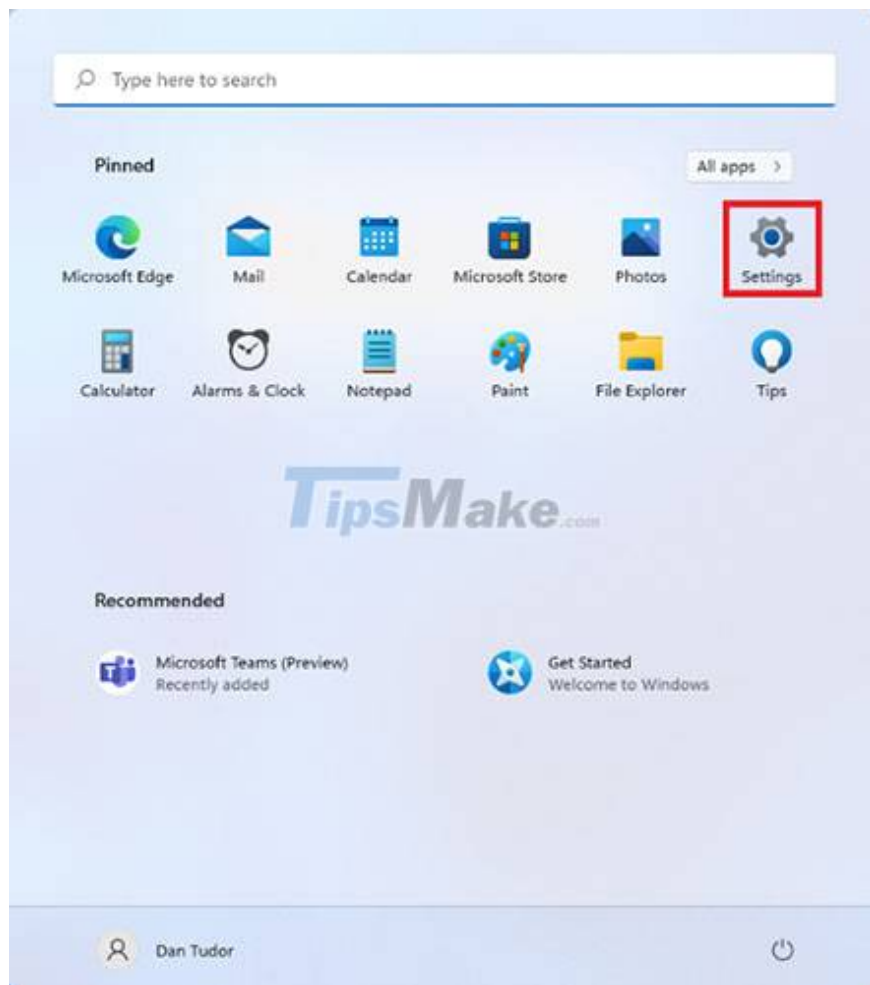 Type here to search
Pinned
All apps
Microsoft Edge
Mail
Calendar
Microsoft Store
Photos
Settings
Calculator
Alarms & Clock
Notepad
Paint
File Explorer
Tips
TipsMake.com
Recommended
Microsoft Teams (Preview)
Recently added
Get Started
Welcome to Windows
Dan Tudor